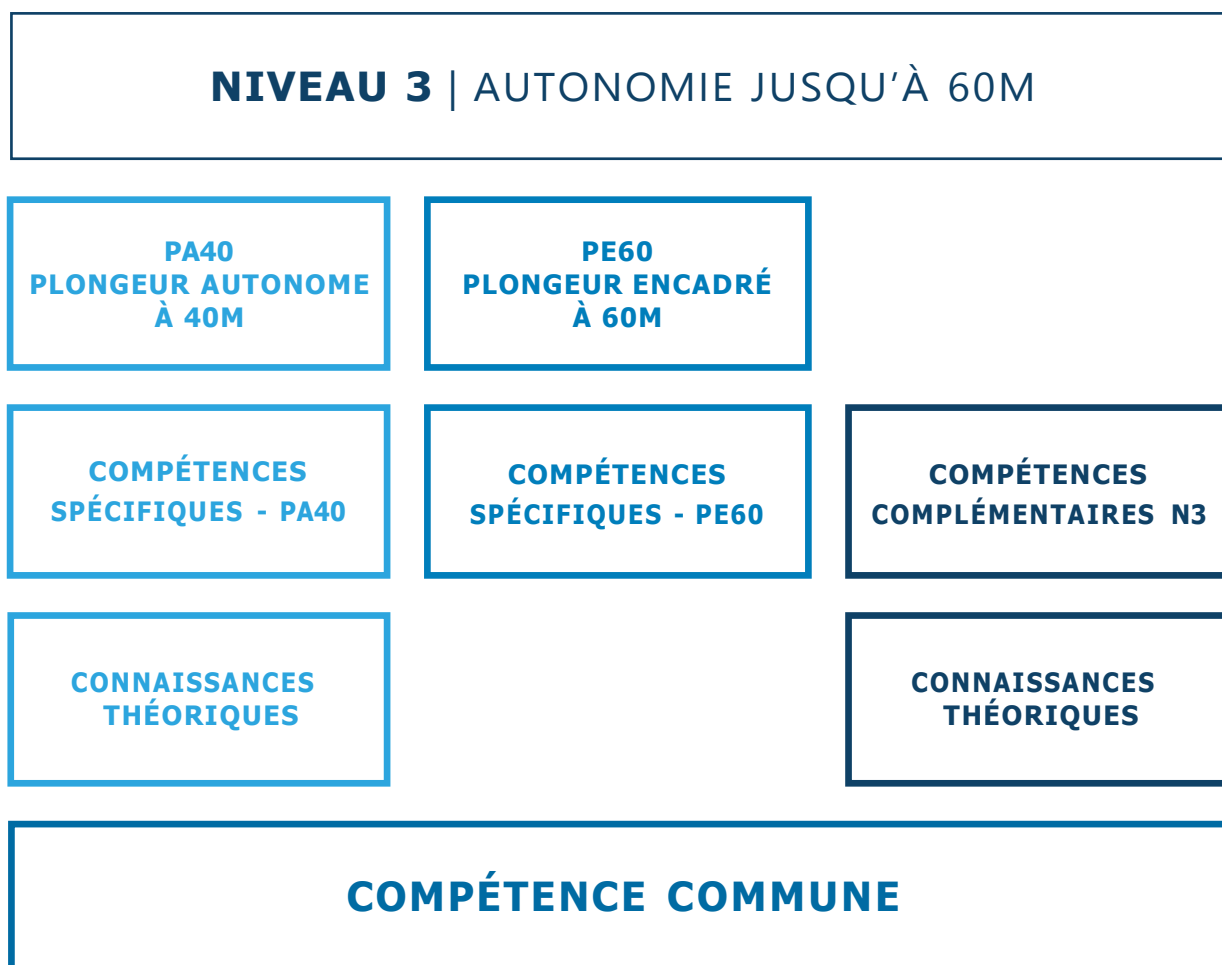 NIVEAU 3 | AUTONOMIE JUSQU'À 60M
PA40
PLONGEUR AUTONOME
À 40M
PE60
PLONGEUR ENCADRÉ
À 60M
COMPÉTENCES
SPÉCIFIQUES - PA40
COMPÉTENCES
SPÉCIFIQUES - PE60
COMPÉTENCES
COMPLÉMENTAIRES N3
CONNAISSANCES
THÉORIQUES
CONNAISSANCES
THÉORIQUES
COMPÉTENCE COMMUNE